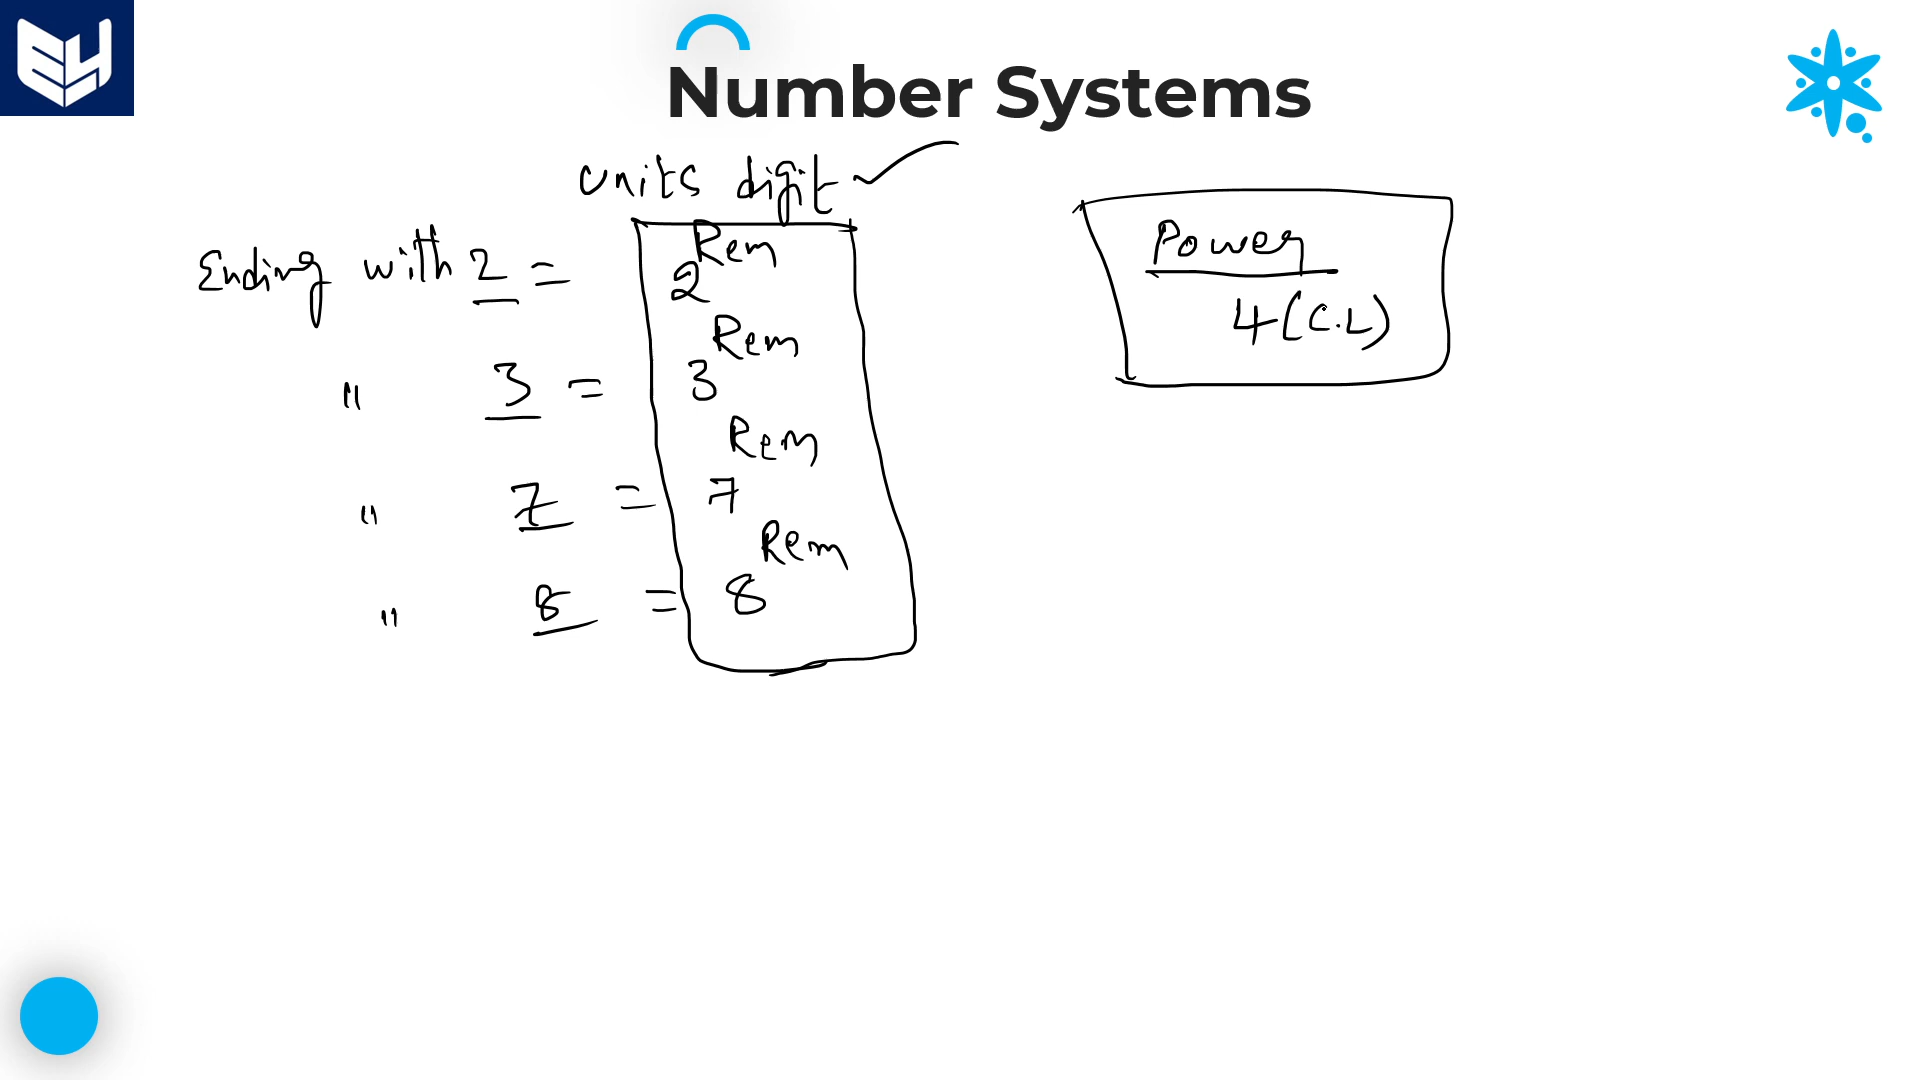 EY
Number Systems
units digit
Ending with 2 = 2 Rem
" 3 = 3 Rem
" 7 = 7 Rem
" 8 = 8 Rem
Power
4 (C.L)